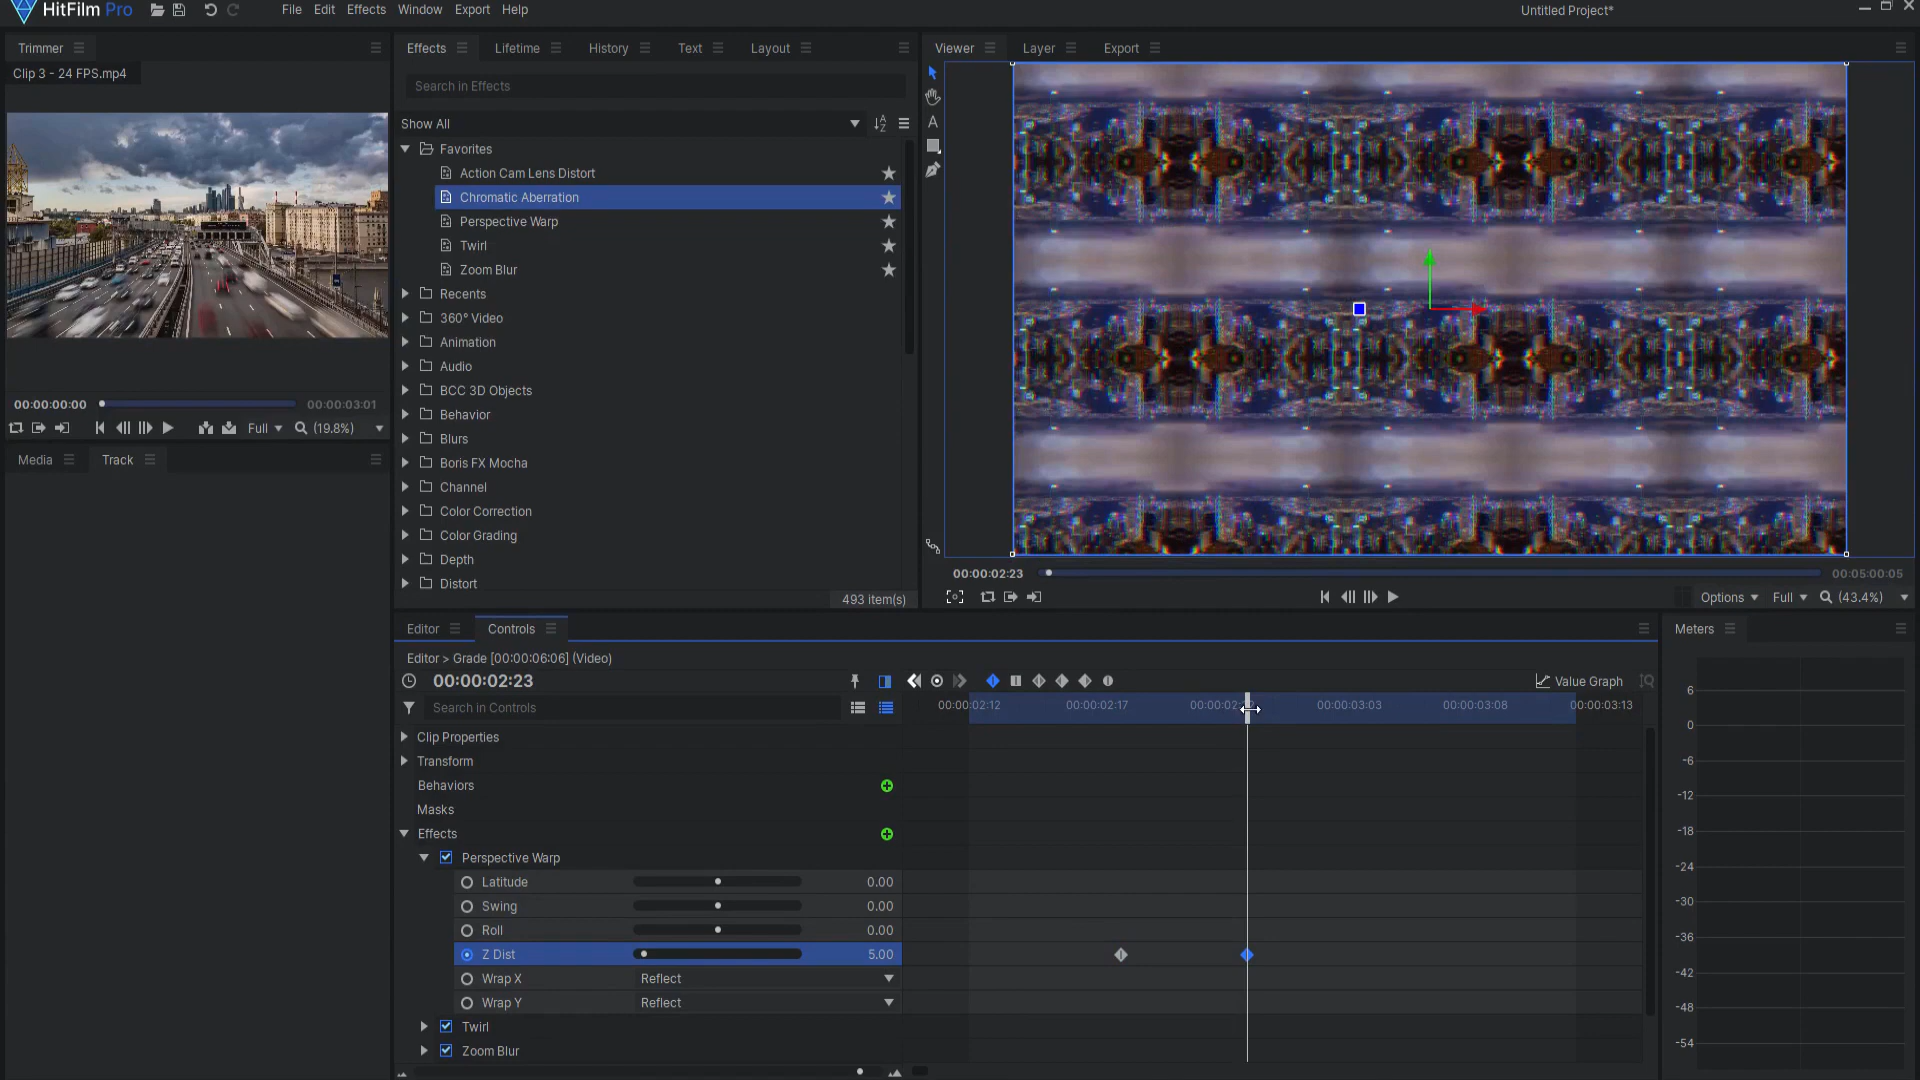 HitFilm Pro
File Edit Effects Window Export Help
Untitled Project*
Trimmer
Clip 3 - 24 FPS.mp4
00:00:00:00
00:00:03:01
Full
(19.8%)
Media
Track
Effects
Lifetime
History
Text
Layout
Search in Effects
Show All
Favorites
Action Cam Lens Distort
Chromatic Aberration
Perspective Warp
Twirl
Zoom Blur
Recents
360° Video
Animation
Audio
BCC 3D Objects
Behavior
Blurs
Boris FX Mocha
Channel
Color Correction
Color Grading
Depth
Distort
493 item(s)
Viewer
Layer
Export
A
00:00:02:23
00:05:00:05
Options
Full
(43.4%)
Editor
Controls
Editor > Grade [00:00:06:06] (Video)
00:00:02:23
Value Graph
Search in Controls
00:00:02:12
00:00:02:17
00:00:03:03
00:00:03:08
00:00:03:13
Clip Properties
Transform
Behaviors
Masks
Effects
Perspective Warp
Latitude 0.00
Swing 0.00
Roll 0.00
Z Dist 5.00
Wrap X Reflect
Wrap Y Reflect
Twirl
Zoom Blur
Meters
6
0
-6
-12
-18
-24
-30
-36
-42
-48
-54